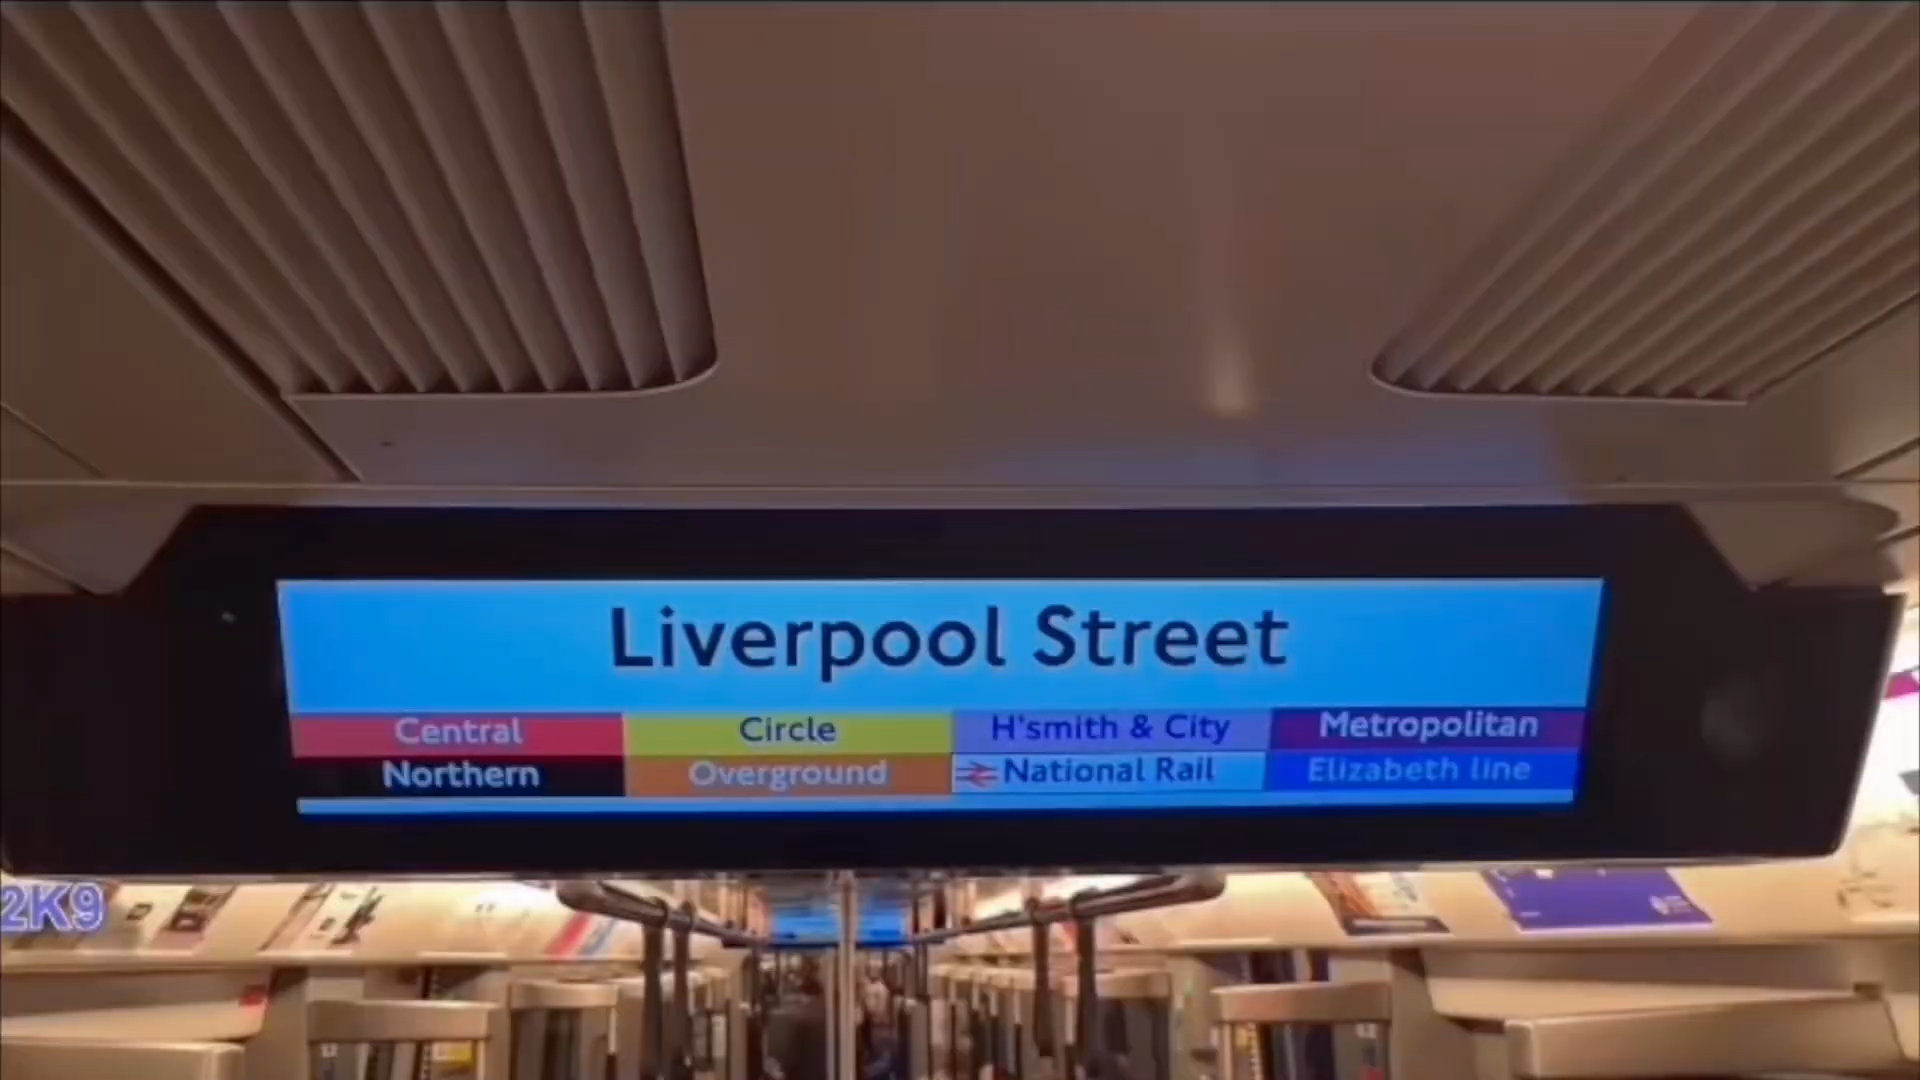 Liverpool Street
Central Circle H'smith & City Metropolitan
Northern Overground National Rail Elizabeth line
2K9